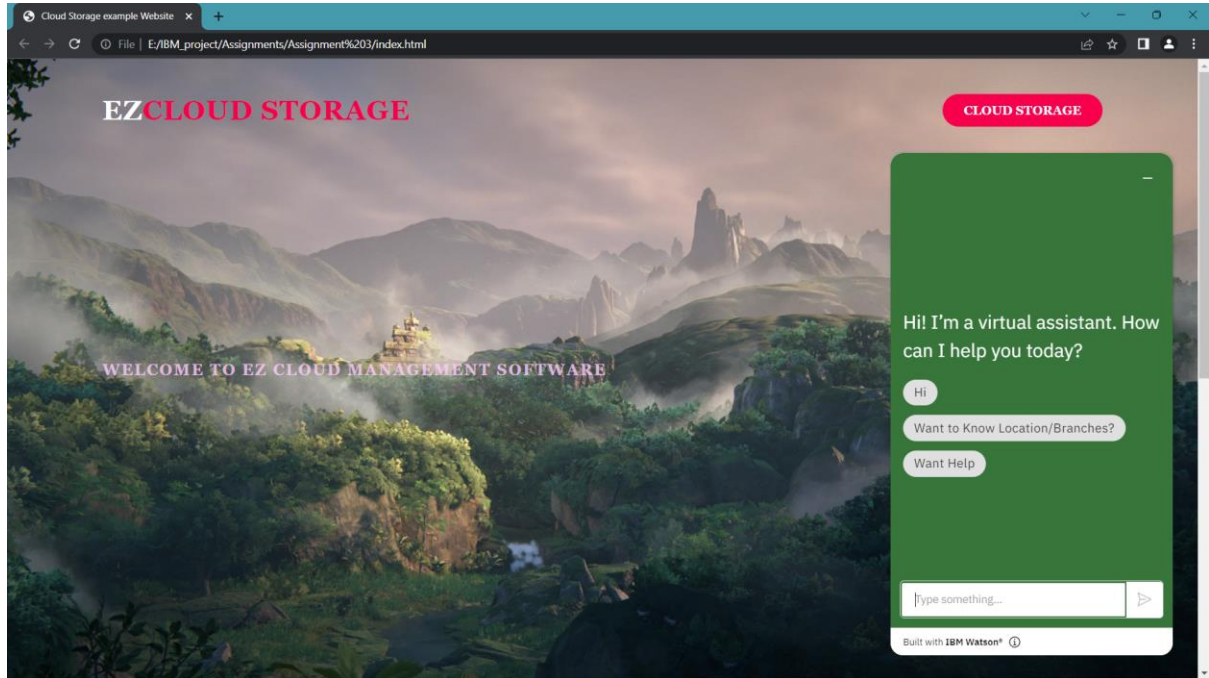 Cloud Storage example Website
File | E:/IBM_project/Assignments/Assignment%203/index.html
EZCLOUD STORAGE
CLOUD STORAGE
WELCOME TO EZ CLOUD MANAGEMENT SOFTWARE
Hi! I'm a virtual assistant. How
can I help you today?
Hi
Want to Know Location/Branches?
Want Help
Type something...
Built with IBM Watson®